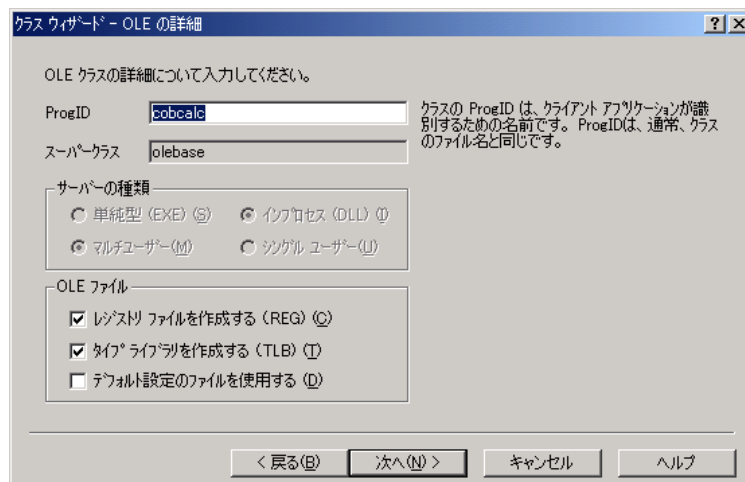 クラス ウィザード - OLE の詳細
OLE クラスの詳細について入力してください。
ProgID
cobcalc
クラスの ProgID は、クライアント アプリケーションが識
別するための名前です。 ProgIDは、通常、クラス
のファイル名と同じです。
スーパークラス
olebase
サーバーの種類
単純型 (EXE) (S)
インプロセス (DLL) (I)
マルチユーザー(M)
シングル ユーザー(U)
OLE ファイル
レジストリ ファイルを作成する (REG) (C)
タイプ ライブラリを作成する (TLB) (T)
デフォルト設定のファイルを使用する (D)
< 戻る(B)
次へ(N) >
キャンセル
ヘルプ